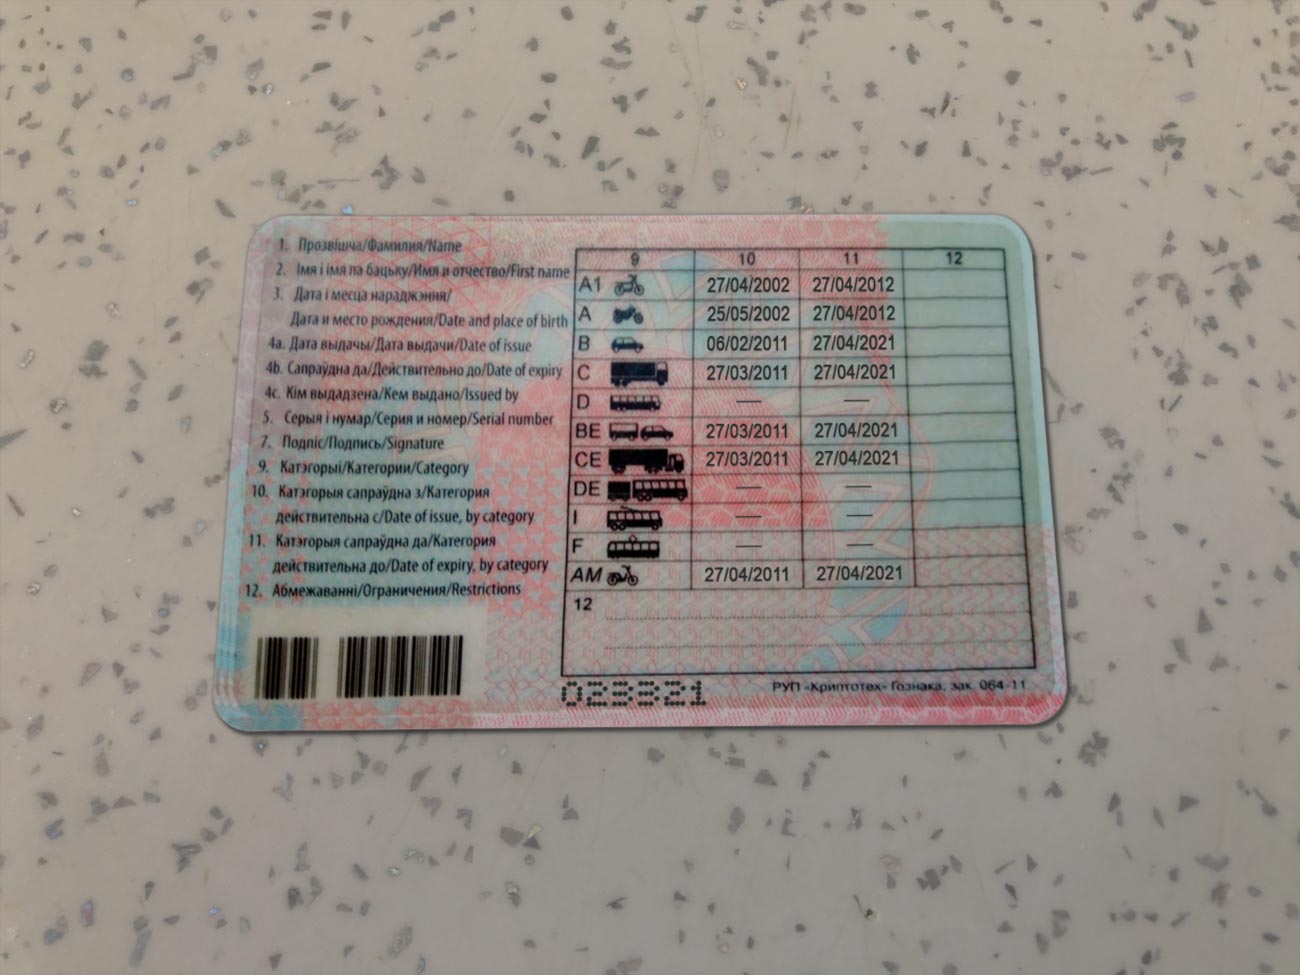 1. Прозвішча/Фамилия/Name
2. Імя і імя па бацьку/Имя и отчество/First name
3. Дата і месца нараджэння/
Дата и место рождения/Date and place of birth
4a. Дата выдачы/Дата выдачи/Date of issue
4b. Сапраўдна да/Действительно до/Date of expiry
4c. Кім выдадзена/Кем выдано/Issued by
5. Серыя і нумар/Серия и номер/Serial number
7. Подпіс/Подпись/Signature
9. Катэгорыі/Категории/Category
10. Катэгорыя сапраўдна з/Категория
действительна с/Date of issue, by category
11. Катэгорыя сапраўдна да/Категория
действительна до/Date of expiry, by category
12. Абмежаванні/Ограничения/Restrictions
9 10 11 12
A1 27/04/2002 27/04/2012
A 25/05/2002 27/04/2012
B 06/02/2011 27/04/2021
C 27/03/2011 27/04/2021
D — —
BE 27/03/2011 27/04/2021
CE 27/03/2011 27/04/2021
DE — —
I — —
F — —
AM 27/04/2011 27/04/2021
12
023321
РУП «Криптотех» Гознака, зак. 064-11